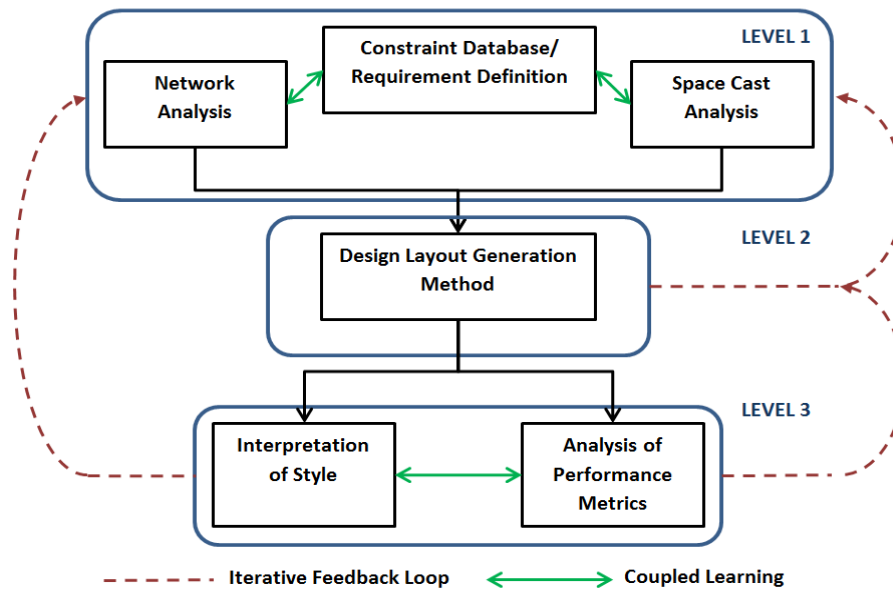 LEVEL 1
Constraint Database/
Requirement Definition
Network
Analysis
Space Cast
Analysis
LEVEL 2
Design Layout Generation
Method
LEVEL 3
Interpretation
of Style
Analysis of
Performance
Metrics
Iterative Feedback Loop
Coupled Learning